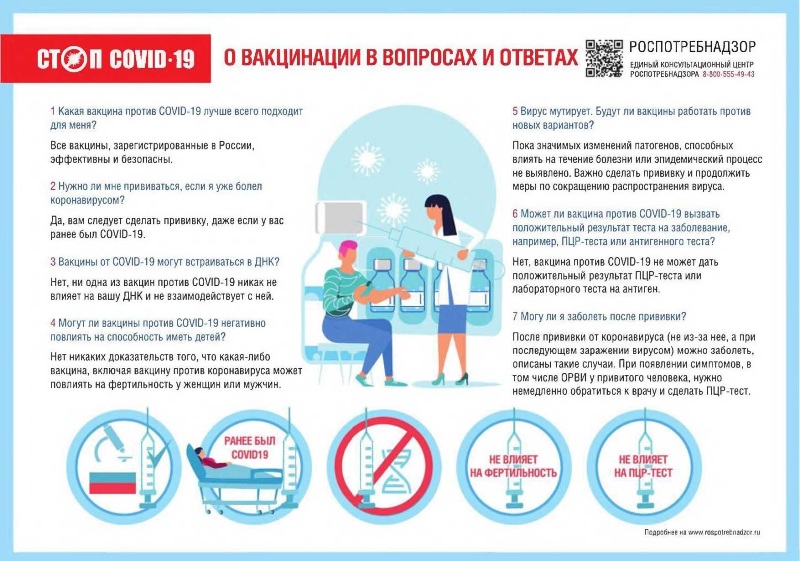 СТОП COVID-19
О ВАКЦИНАЦИИ В ВОПРОСАХ И ОТВЕТАХ
РОСПОТРЕБНАДЗОР
ЕДИНЫЙ КОНСУЛЬТАЦИОННЫЙ ЦЕНТР
РОСПОТРЕБНАДЗОРА 8-800-555-49-43
1 Какая вакцина против COVID-19 лучше всего подходит
для меня?
Все вакцины, зарегистрированные в России,
эффективны и безопасны.
2 Нужно ли мне прививаться, если я уже болел
коронавирусом?
Да, вам следует сделать прививку, даже если у вас
ранее был COVID-19.
3 Вакцины от COVID-19 могут встраиваться в ДНК?
Нет, ни одна из вакцин против COVID-19 никак не
влияет на вашу ДНК и не взаимодействует с ней.
4 Могут ли вакцины против COVID-19 негативно
повлиять на способность иметь детей?
Нет никаких доказательств того, что какая-либо
вакцина, включая вакцину против коронавируса может
повлиять на фертильность у женщин или мужчин.
5 Вирус мутирует. Будут ли вакцины работать против
новых вариантов?
Пока значимых изменений патогенов, способных
влиять на течение болезни или эпидемический процесс
не выявлено. Важно сделать прививку и продолжить
меры по сокращению распространения вируса.
6 Может ли вакцина против COVID-19 вызвать
положительный результат теста на заболевание,
например, ПЦР-теста или антигенного теста?
Нет, вакцина против COVID-19 не может дать
положительный результат ПЦР-теста или
лабораторного теста на антиген.
7 Могу ли я заболеть после прививки?
После прививки от коронавируса (не из-за нее, а при
последующем заражении вирусом) можно заболеть,
описаны такие случаи. При появлении симптомов, в
том числе ОРВИ у привитого человека, нужно
немедленно обратиться к врачу и сделать ПЦР-тест.
РАНЕЕ БЫЛ
COVID19
НЕ ВЛИЯЕТ
НА ФЕРТИЛЬНОСТЬ
НЕ ВЛИЯЕТ
НА ПЦР-ТЕСТ
Подробнее на www.rospotrebnadzor.ru